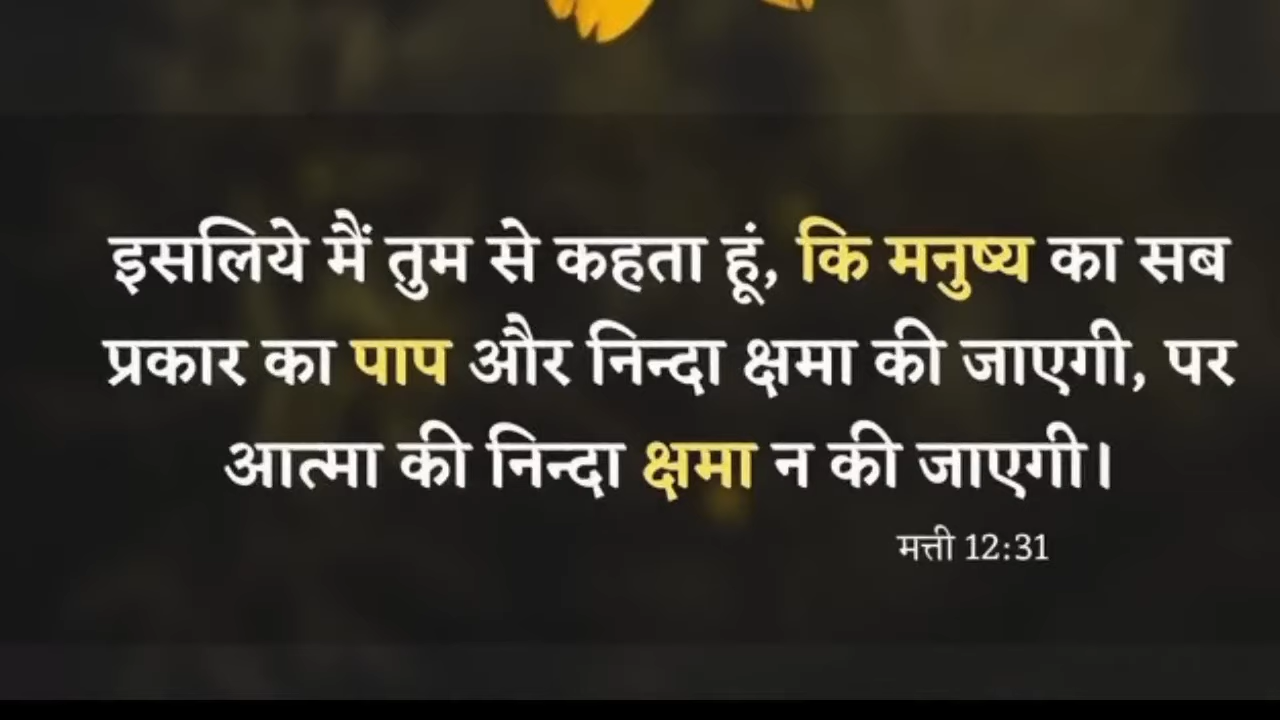 इसलिये मैं तुम से कहता हूं, कि मनुष्य का सब
प्रकार का पाप और निन्दा क्षमा की जाएगी, पर
आत्मा की निन्दा क्षमा न की जाएगी।
मत्ती 12:31